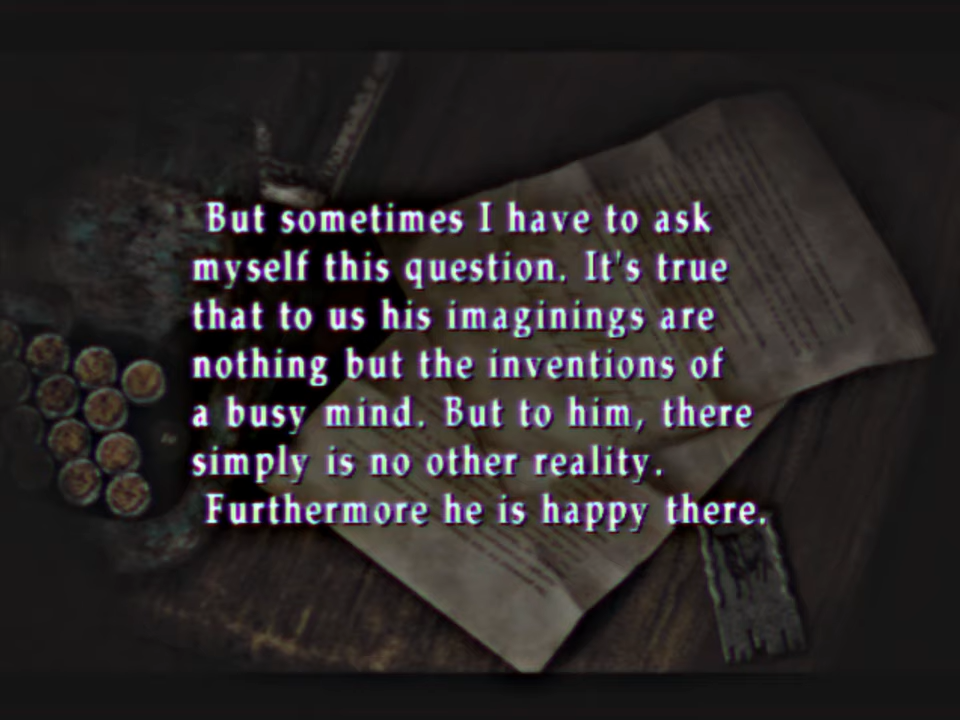 But sometimes I have to ask
myself this question. It's true
that to us his imaginings are
nothing but the inventions of
a busy mind. But to him, there
simply is no other reality.
Furthermore he is happy there.